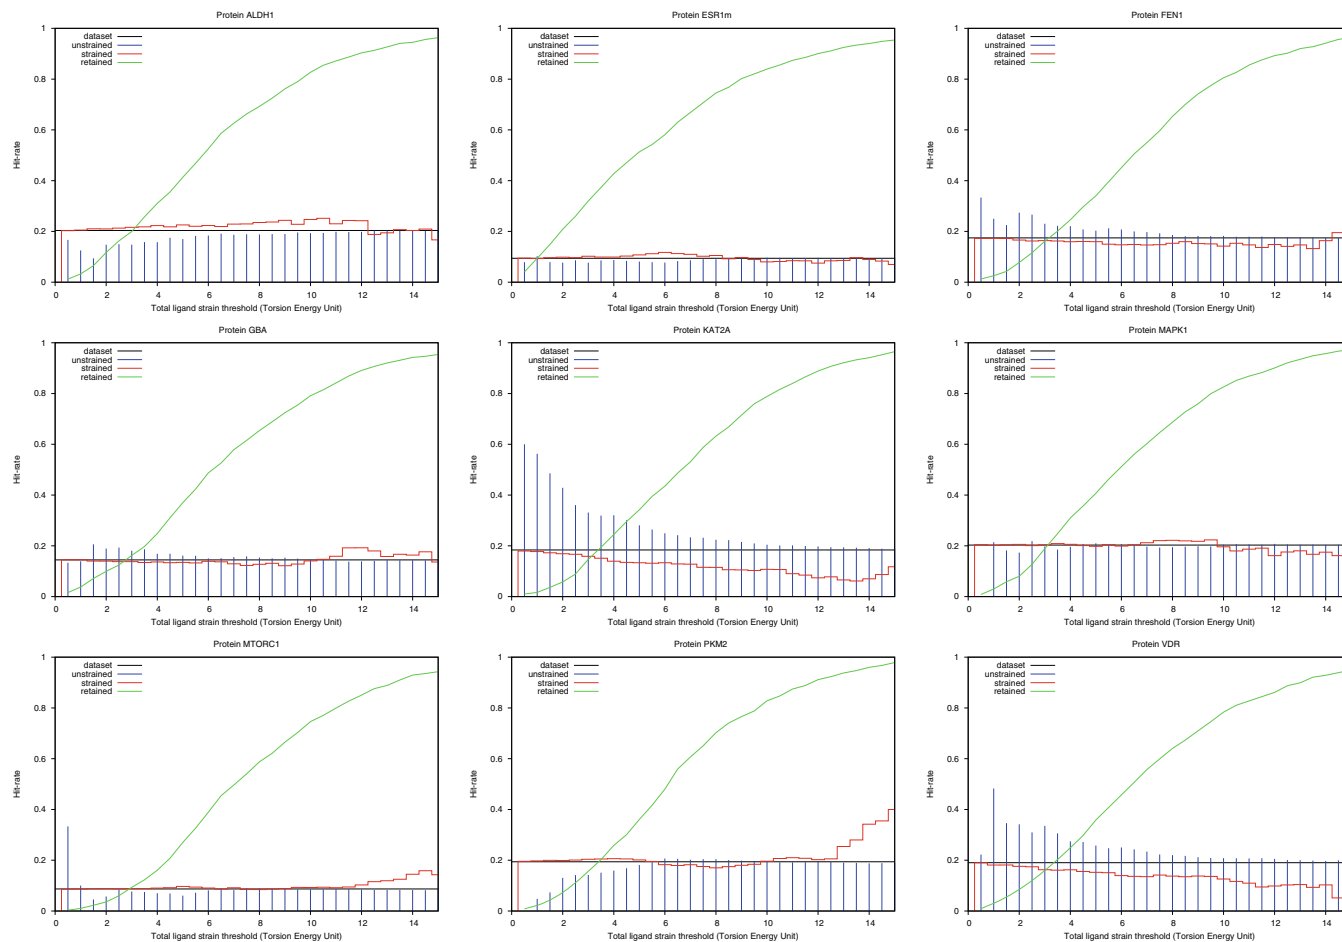 Protein ALDH1
1
dataset
unstrained
strained
retained
0.8
0.6
Hit-rate
0.4
0.2
0
0 2 4 6 8 10 12 14
Total ligand strain threshold (Torsion Energy Unit)
Protein ESR1m
1
dataset
unstrained
strained
retained
0.8
0.6
Hit-rate
0.4
0.2
0
0 2 4 6 8 10 12 14
Total ligand strain threshold (Torsion Energy Unit)
Protein FEN1
1
dataset
unstrained
strained
retained
0.8
0.6
Hit-rate
0.4
0.2
0
0 2 4 6 8 10 12 14
Total ligand strain threshold (Torsion Energy Unit)
Protein GBA
1
dataset
unstrained
strained
retained
0.8
0.6
Hit-rate
0.4
0.2
0
0 2 4 6 8 10 12 14
Total ligand strain threshold (Torsion Energy Unit)
Protein KAT2A
1
dataset
unstrained
strained
retained
0.8
0.6
Hit-rate
0.4
0.2
0
0 2 4 6 8 10 12 14
Total ligand strain threshold (Torsion Energy Unit)
Protein MAPK1
1
dataset
unstrained
strained
retained
0.8
0.6
Hit-rate
0.4
0.2
0
0 2 4 6 8 10 12 14
Total ligand strain threshold (Torsion Energy Unit)
Protein MTORC1
1
dataset
unstrained
strained
retained
0.8
0.6
Hit-rate
0.4
0.2
0
0 2 4 6 8 10 12 14
Total ligand strain threshold (Torsion Energy Unit)
Protein PKM2
1
dataset
unstrained
strained
retained
0.8
0.6
Hit-rate
0.4
0.2
0
0 2 4 6 8 10 12 14
Total ligand strain threshold (Torsion Energy Unit)
Protein VDR
1
dataset
unstrained
strained
retained
0.8
0.6
Hit-rate
0.4
0.2
0
0 2 4 6 8 10 12 14
Total ligand strain threshold (Torsion Energy Unit)